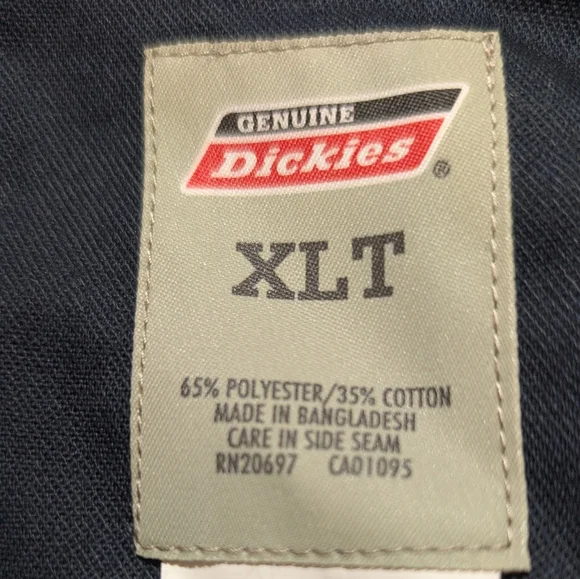 GENUINE
Dickies®
XLT
65% POLYESTER/35% COTTON
MADE IN BANGLADESH
CARE IN SIDE SEAM
RN20697 CA01095